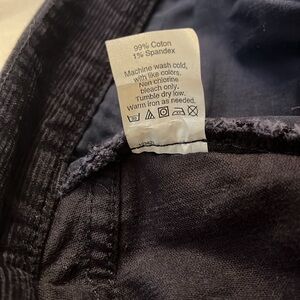 99% Coton
1% Spandex
Machine wash cold,
with like colors.
Non chlorine
bleach only.
Tumble dry low.
Warm iron as needed.